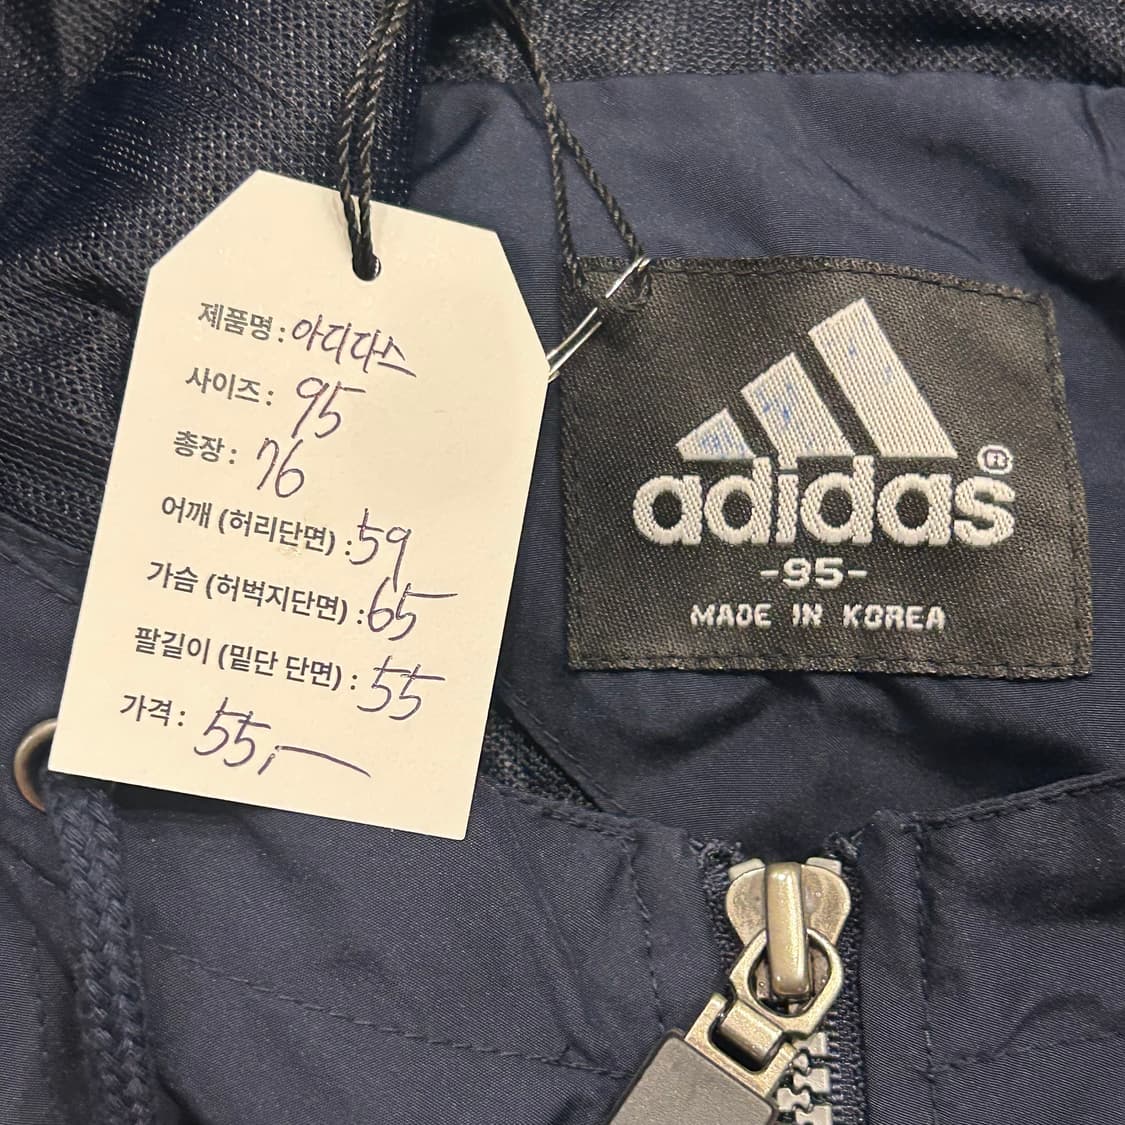 제품명 : 아디다스
사이즈 : 95
총장 : 76
어깨 (허리단면) : 59
가슴 (허벅지단면) : 65
팔길이 (밑단 단면) : 55
가격 : 55,-
adidas®
-95-
MADE IN KOREA